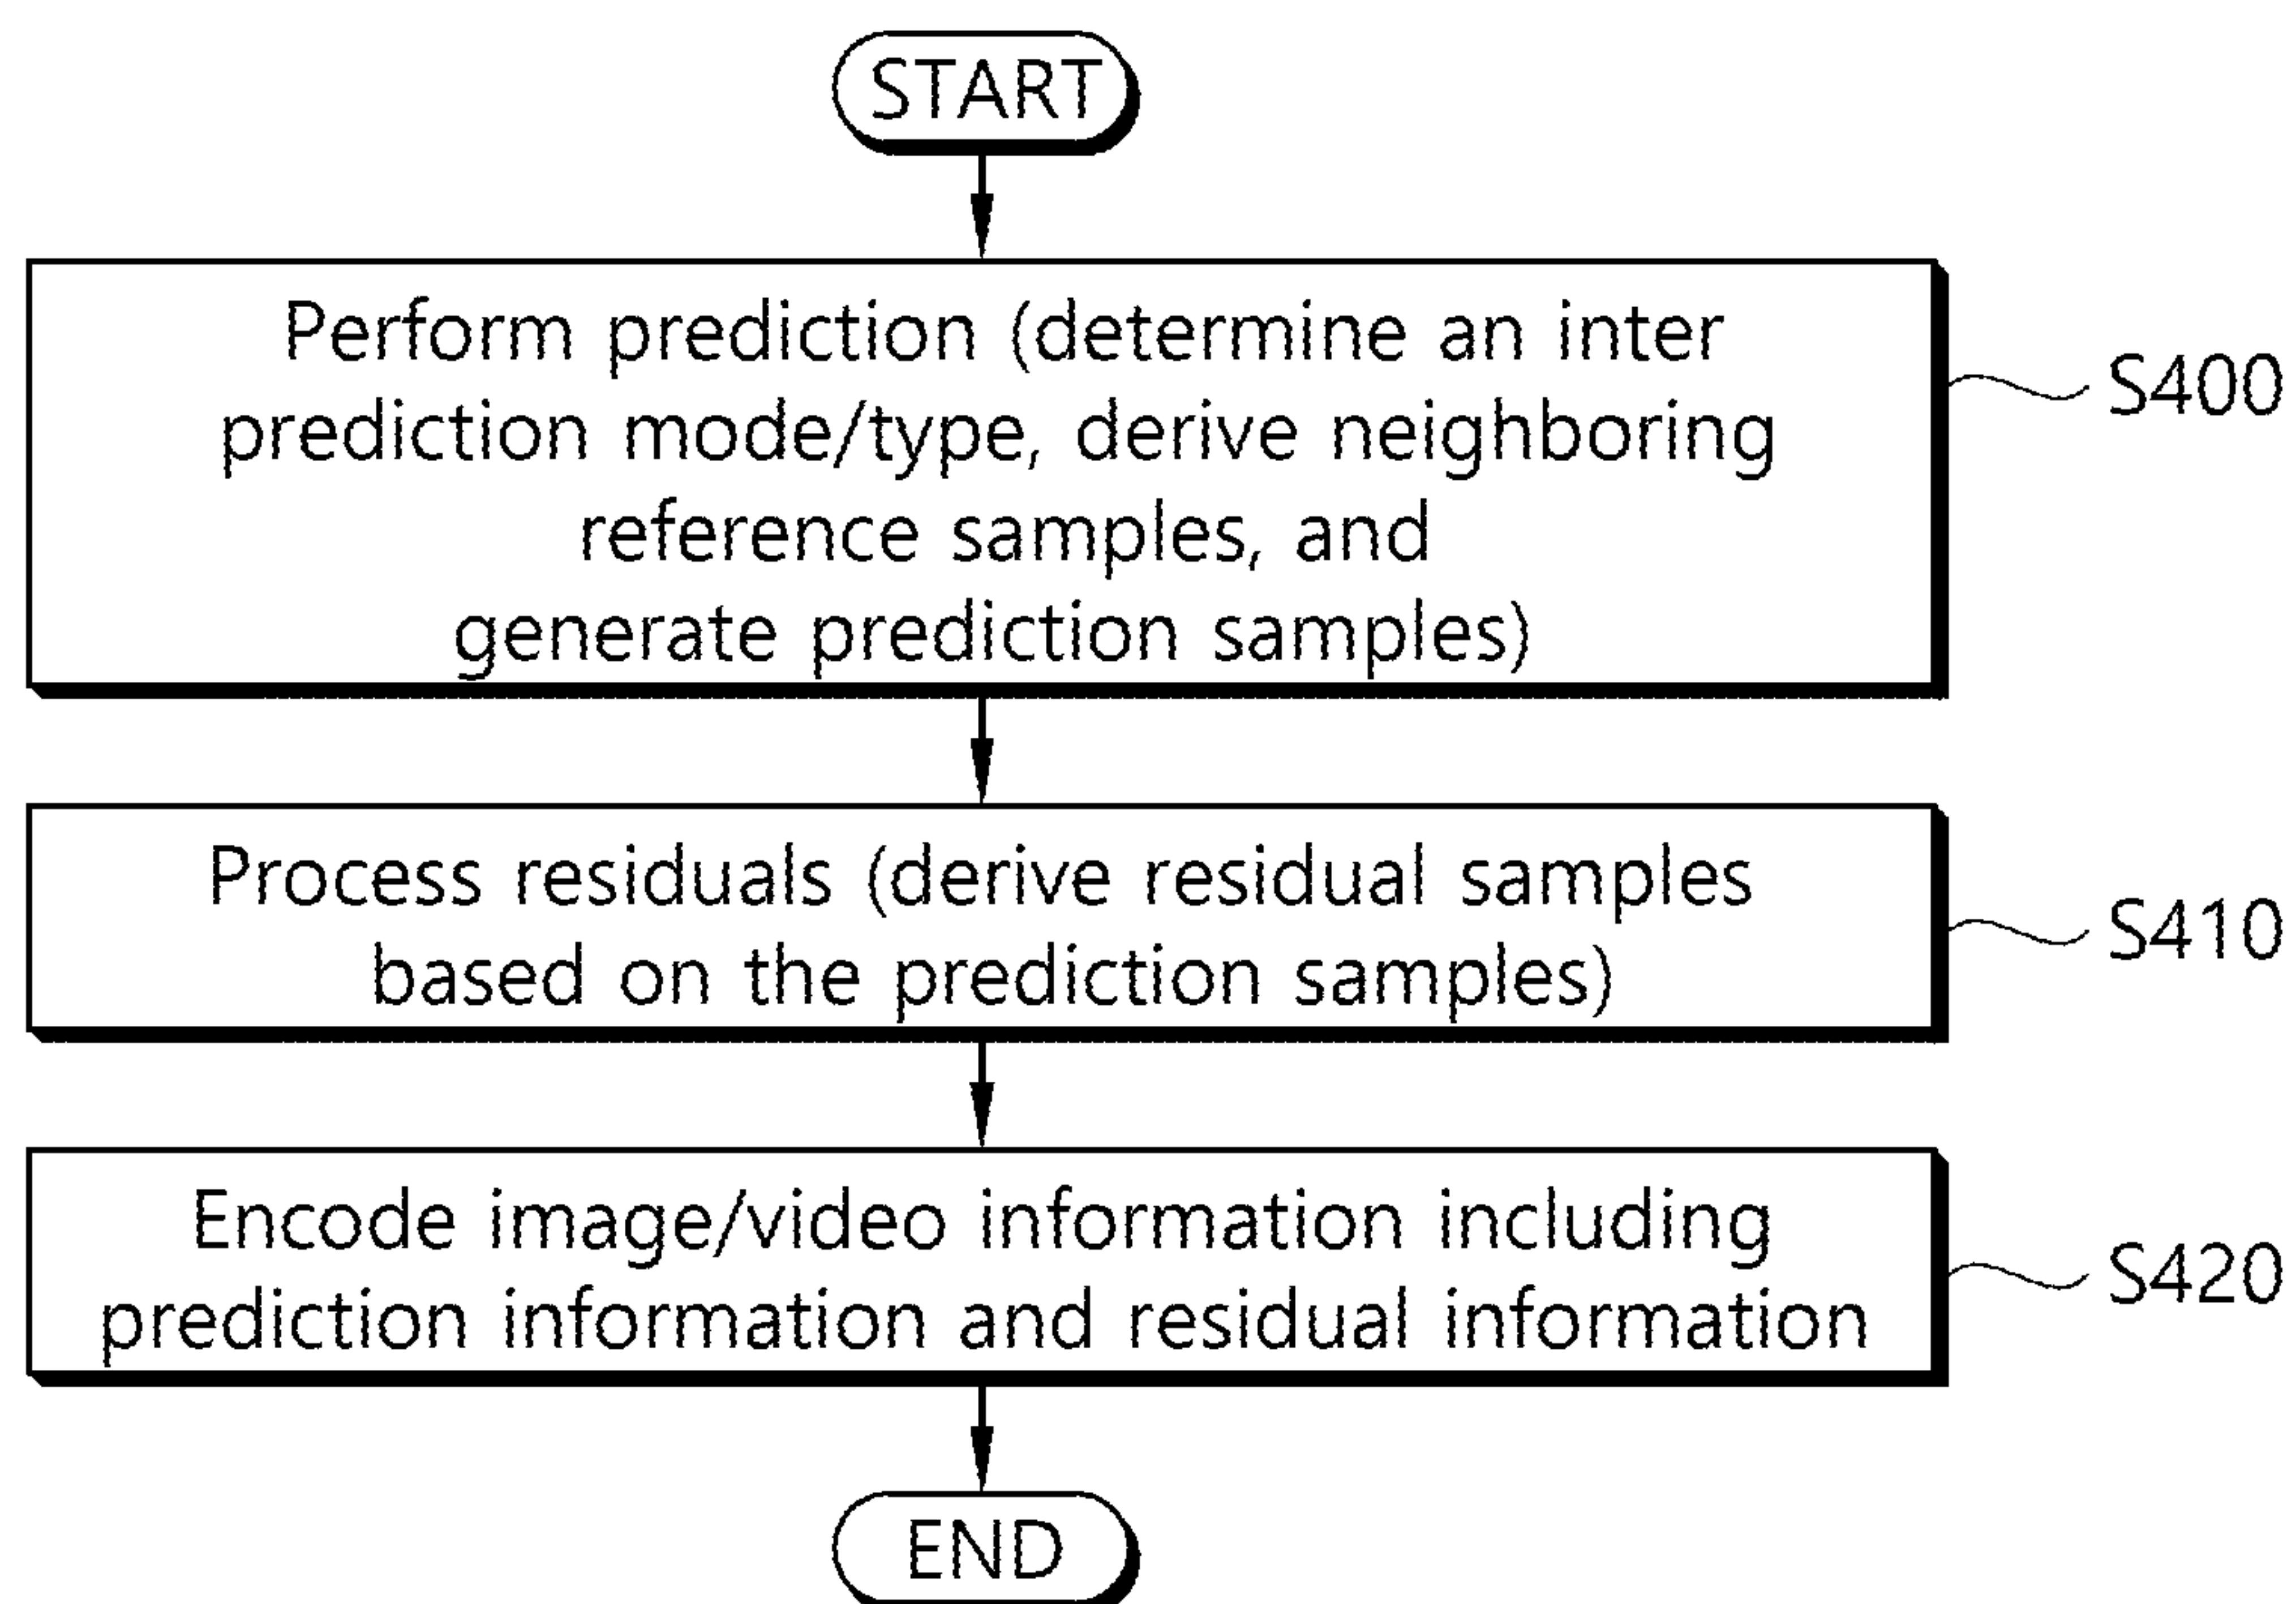 START
Perform prediction (determine an inter
prediction mode/type, derive neighboring
reference samples, and
generate prediction samples)
S400
Process residuals (derive residual samples
based on the prediction samples)
S410
Encode image/video information including
prediction information and residual information
S420
END